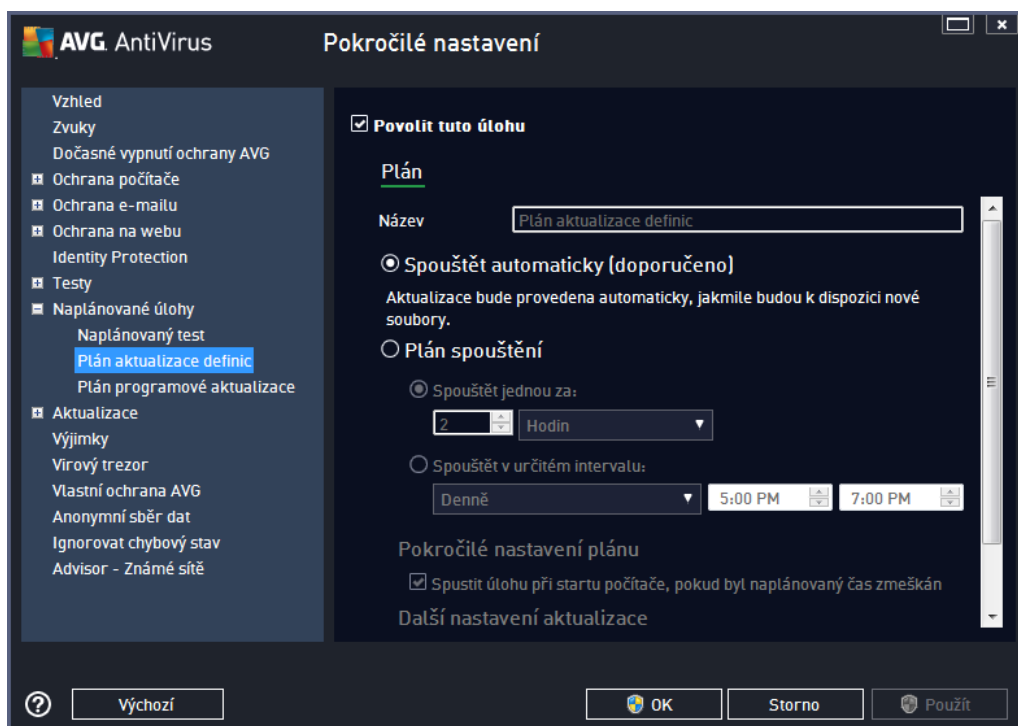 AVG. AntiVirus
Pokročilé nastavení
Vzhled
Zvuky
Dočasné vypnutí ochrany AVG
Ochrana počítače
Ochrana e-mailu
Ochrana na webu
Identity Protection
Testy
Naplánované úlohy
Naplánovaný test
Plán aktualizace definic
Plán programové aktualizace
Aktualizace
Výjimky
Virový trezor
Vlastní ochrana AVG
Anonymní sběr dat
Ignorovat chybový stav
Advisor - Známé sítě
Povolit tuto úlohu
Plán
Název Plán aktualizace definic
Spouštět automaticky (doporučeno)
Aktualizace bude provedena automaticky, jakmile budou k dispozici nové
soubory.
Plán spouštění
Spouštět jednou za:
2 Hodin
Spouštět v určitém intervalu:
Denně 5:00 PM 7:00 PM
Pokročilé nastavení plánu
Spustit úlohu při startu počítače, pokud byl naplánovaný čas zmeškán
Další nastavení aktualizace
? Výchozí OK Storno Použít